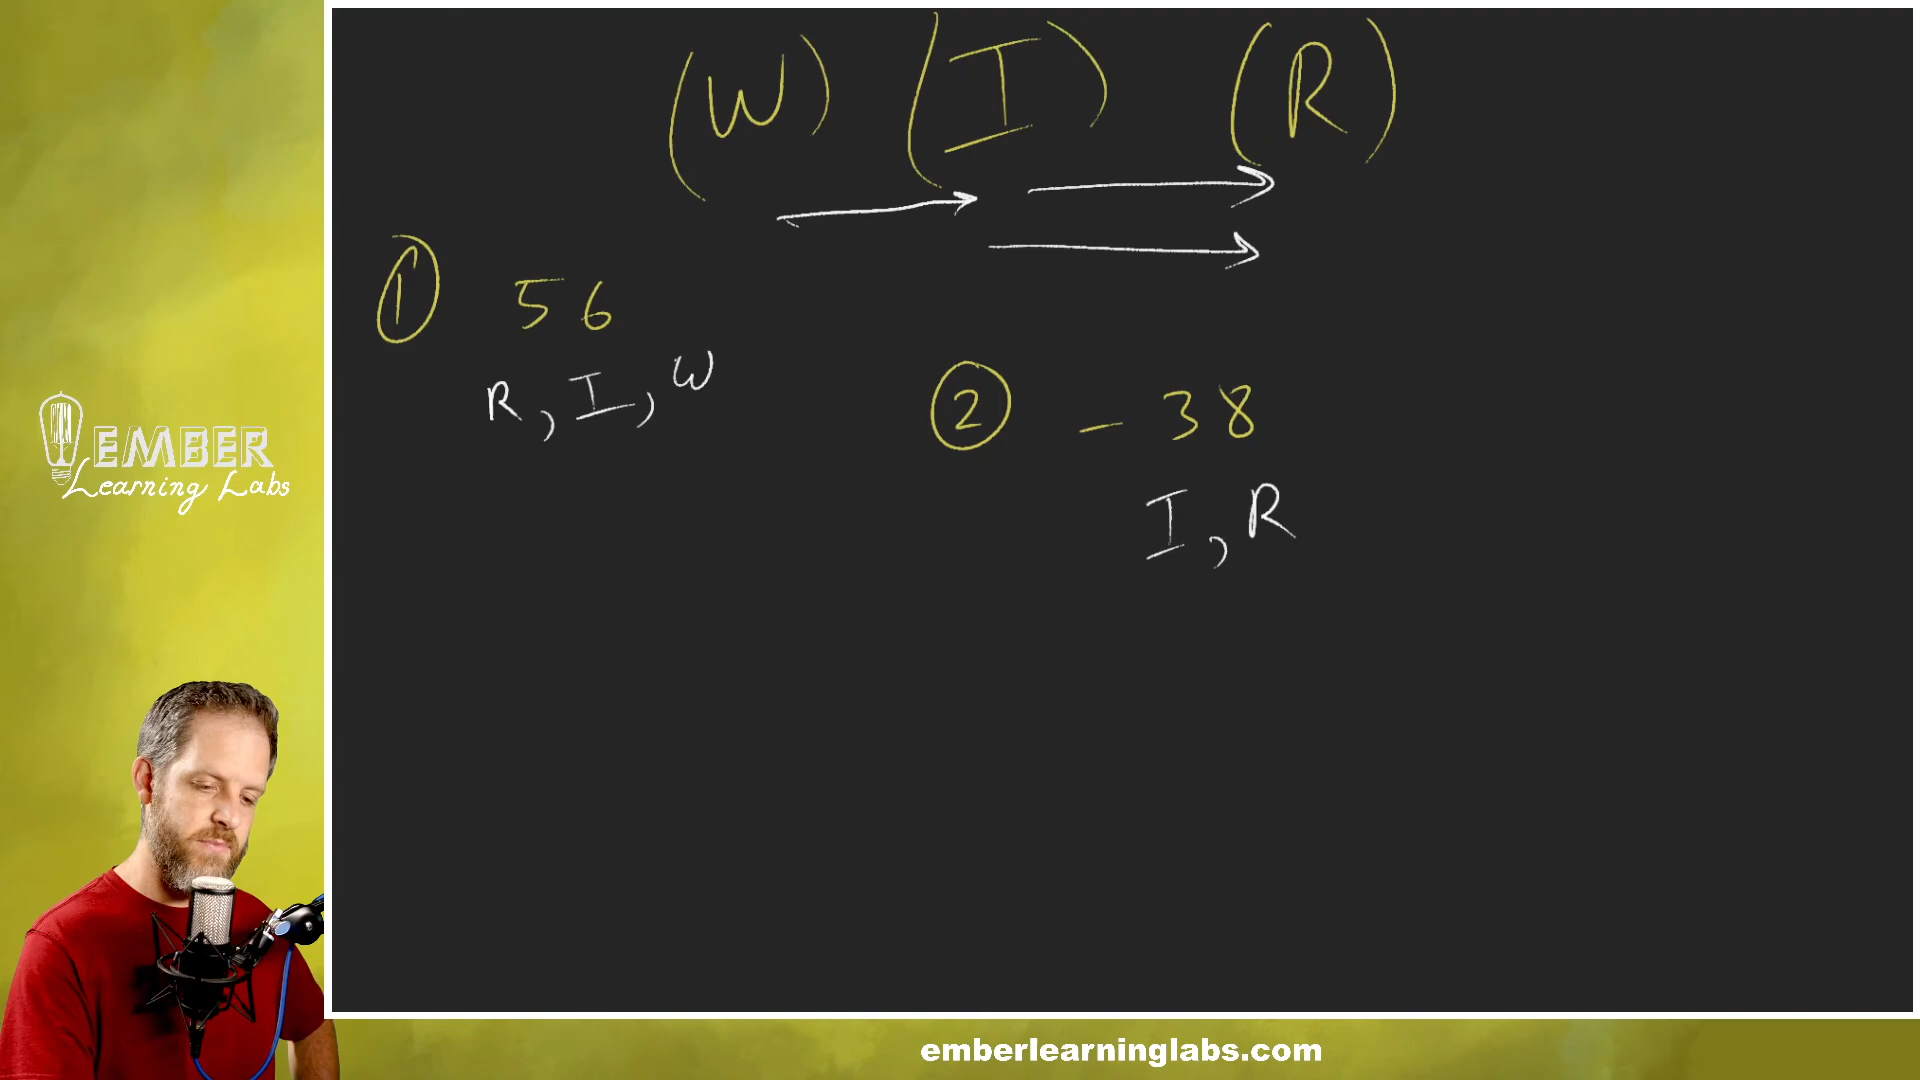 (W) (I) (R)
① 56
R, I, W
② - 38
I, R
EMBER
Learning Labs
emberlearninglabs.com